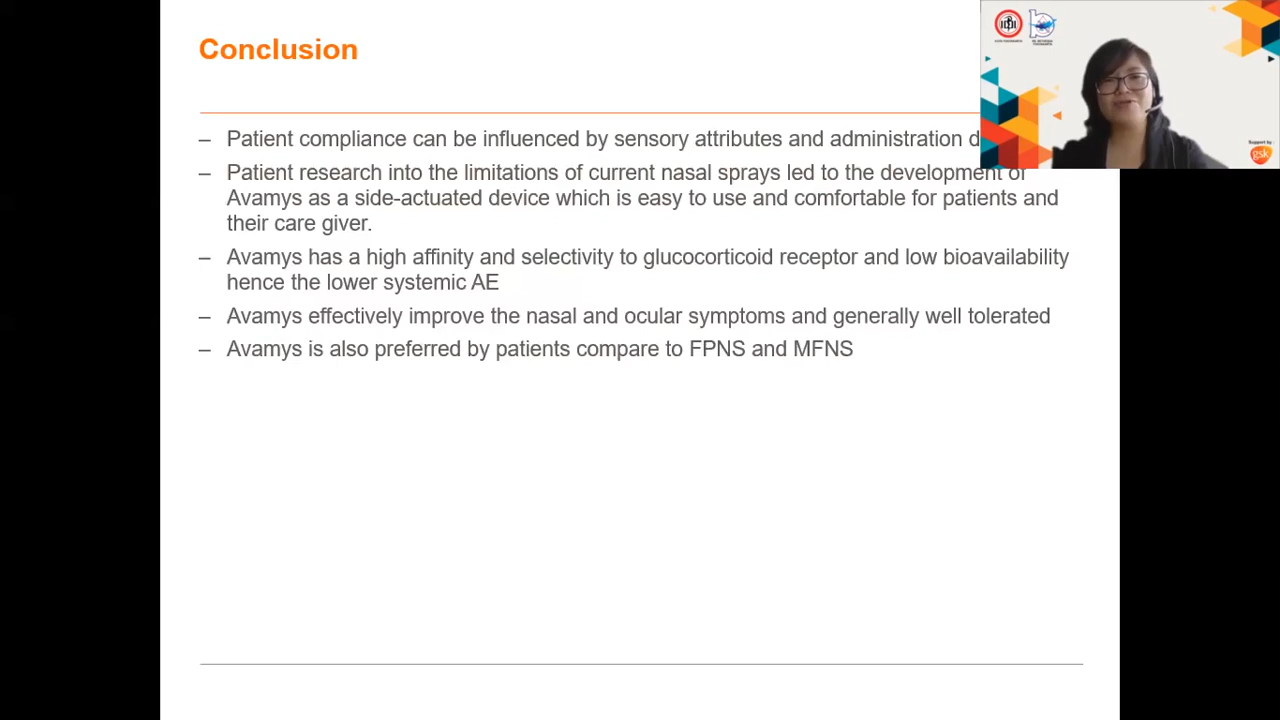 Conclusion
– Patient compliance can be influenced by sensory attributes and administration
– Patient research into the limitations of current nasal sprays led to the development of
Avamys as a side-actuated device which is easy to use and comfortable for patients and
their care giver.
– Avamys has a high affinity and selectivity to glucocorticoid receptor and low bioavailability
hence the lower systemic AE
– Avamys effectively improve the nasal and ocular symptoms and generally well tolerated
– Avamys is also preferred by patients compare to FPNS and MFNS
Support by :
gsk